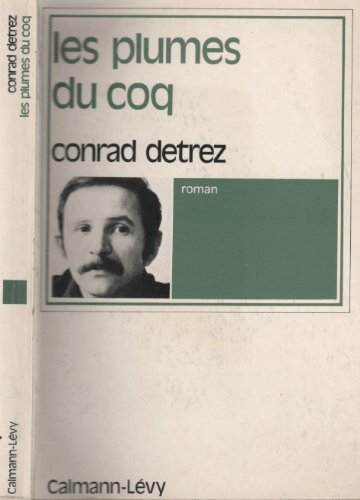 conrad detrez
les plumes du coq
Calmann-Lévy
les plumes
du coq
conrad detrez
roman
Calmann-Lévy